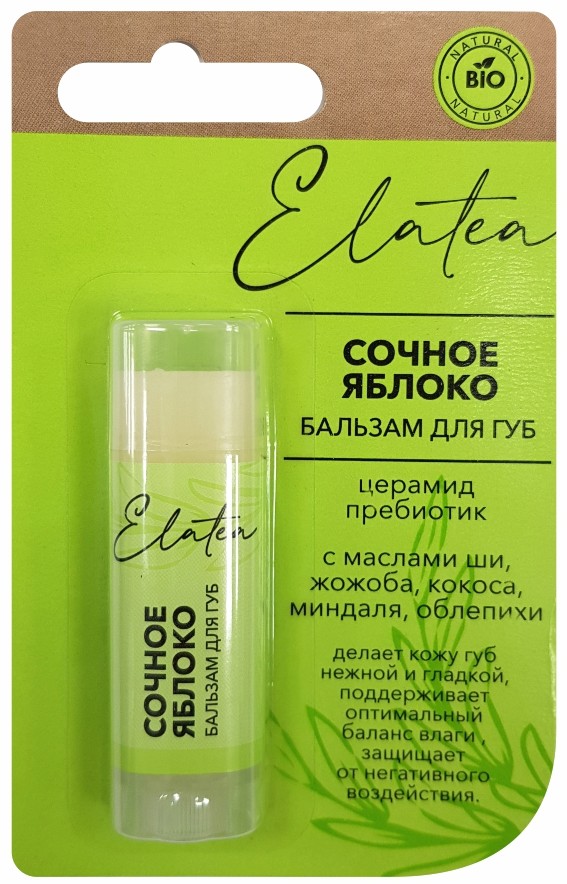 NATURAL
BIO
NATURAL
Elatea
СОЧНОЕ
ЯБЛОКО
БАЛЬЗАМ ДЛЯ ГУБ
церамид
пребиотик
с маслами ши,
жожоба, кокоса,
миндаля, облепихи
делает кожу губ
нежной и гладкой,
поддерживает
оптимальный
баланс влаги ,
защищает
от негативного
воздействия.
Elatea
СОЧНОЕ
ЯБЛОКО
БАЛЬЗАМ ДЛЯ ГУБ